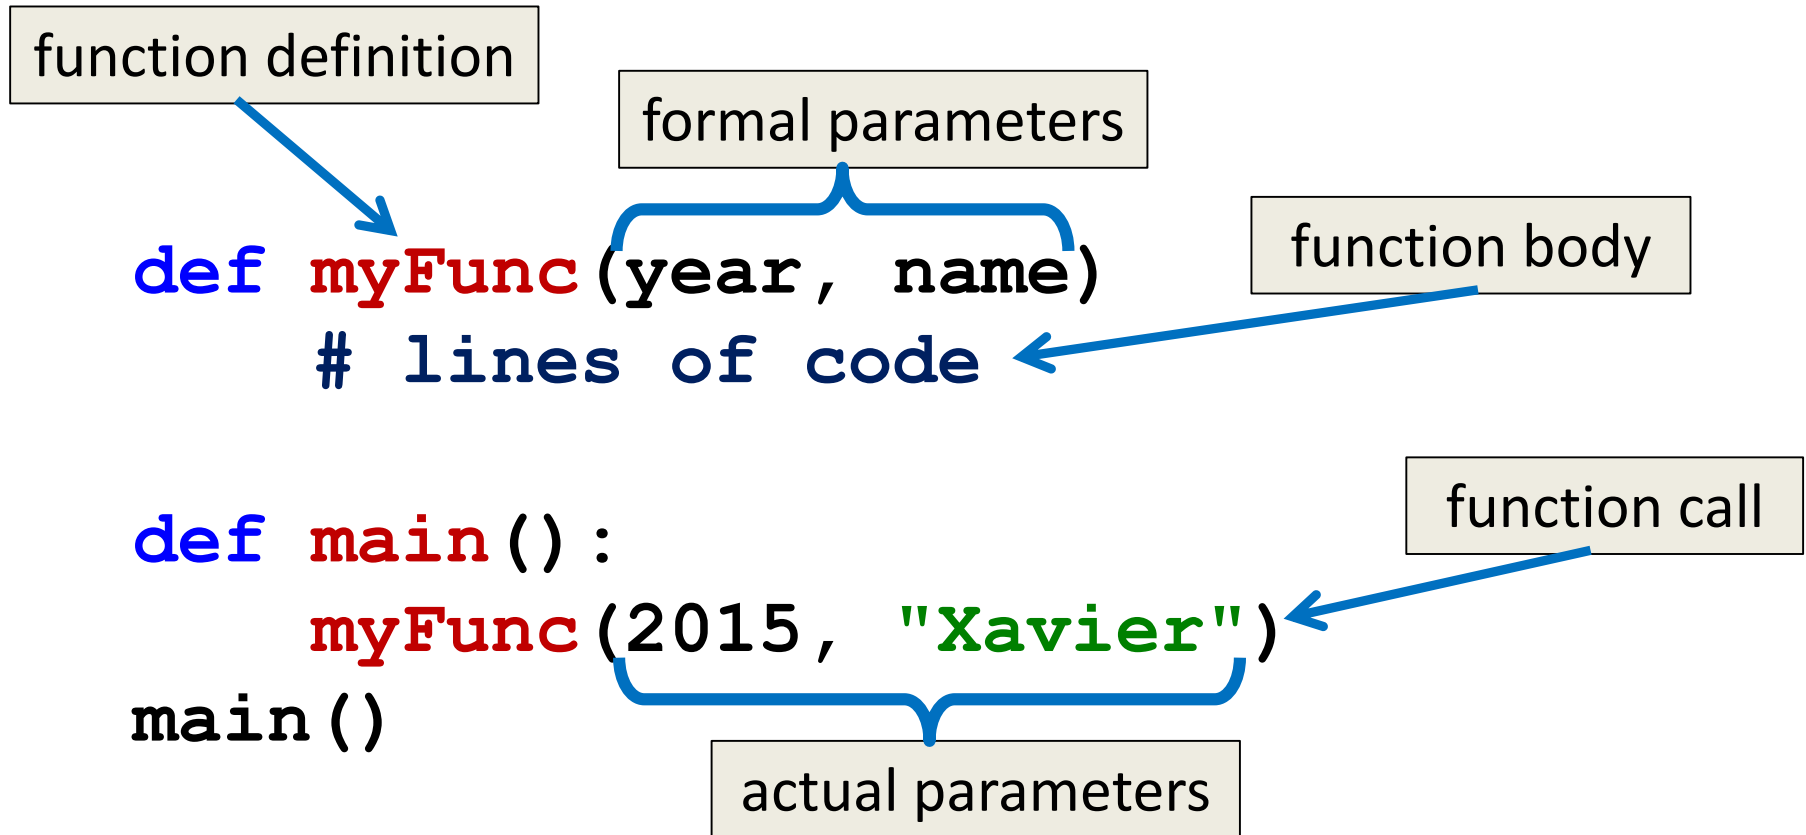 function definition
formal parameters
def myFunc(year, name)
function body
# lines of code
def main():
function call
myFunc(2015, "Xavier")
main()
actual parameters